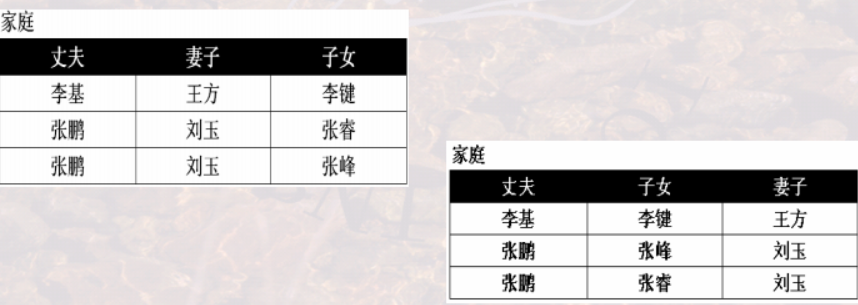 家庭
丈夫 妻子 子女
李基 王方 李键
张鹏 刘玉 张睿
张鹏 刘玉 张峰
家庭
丈夫 子女 妻子
李基 李键 王方
张鹏 张峰 刘玉
张鹏 张睿 刘玉